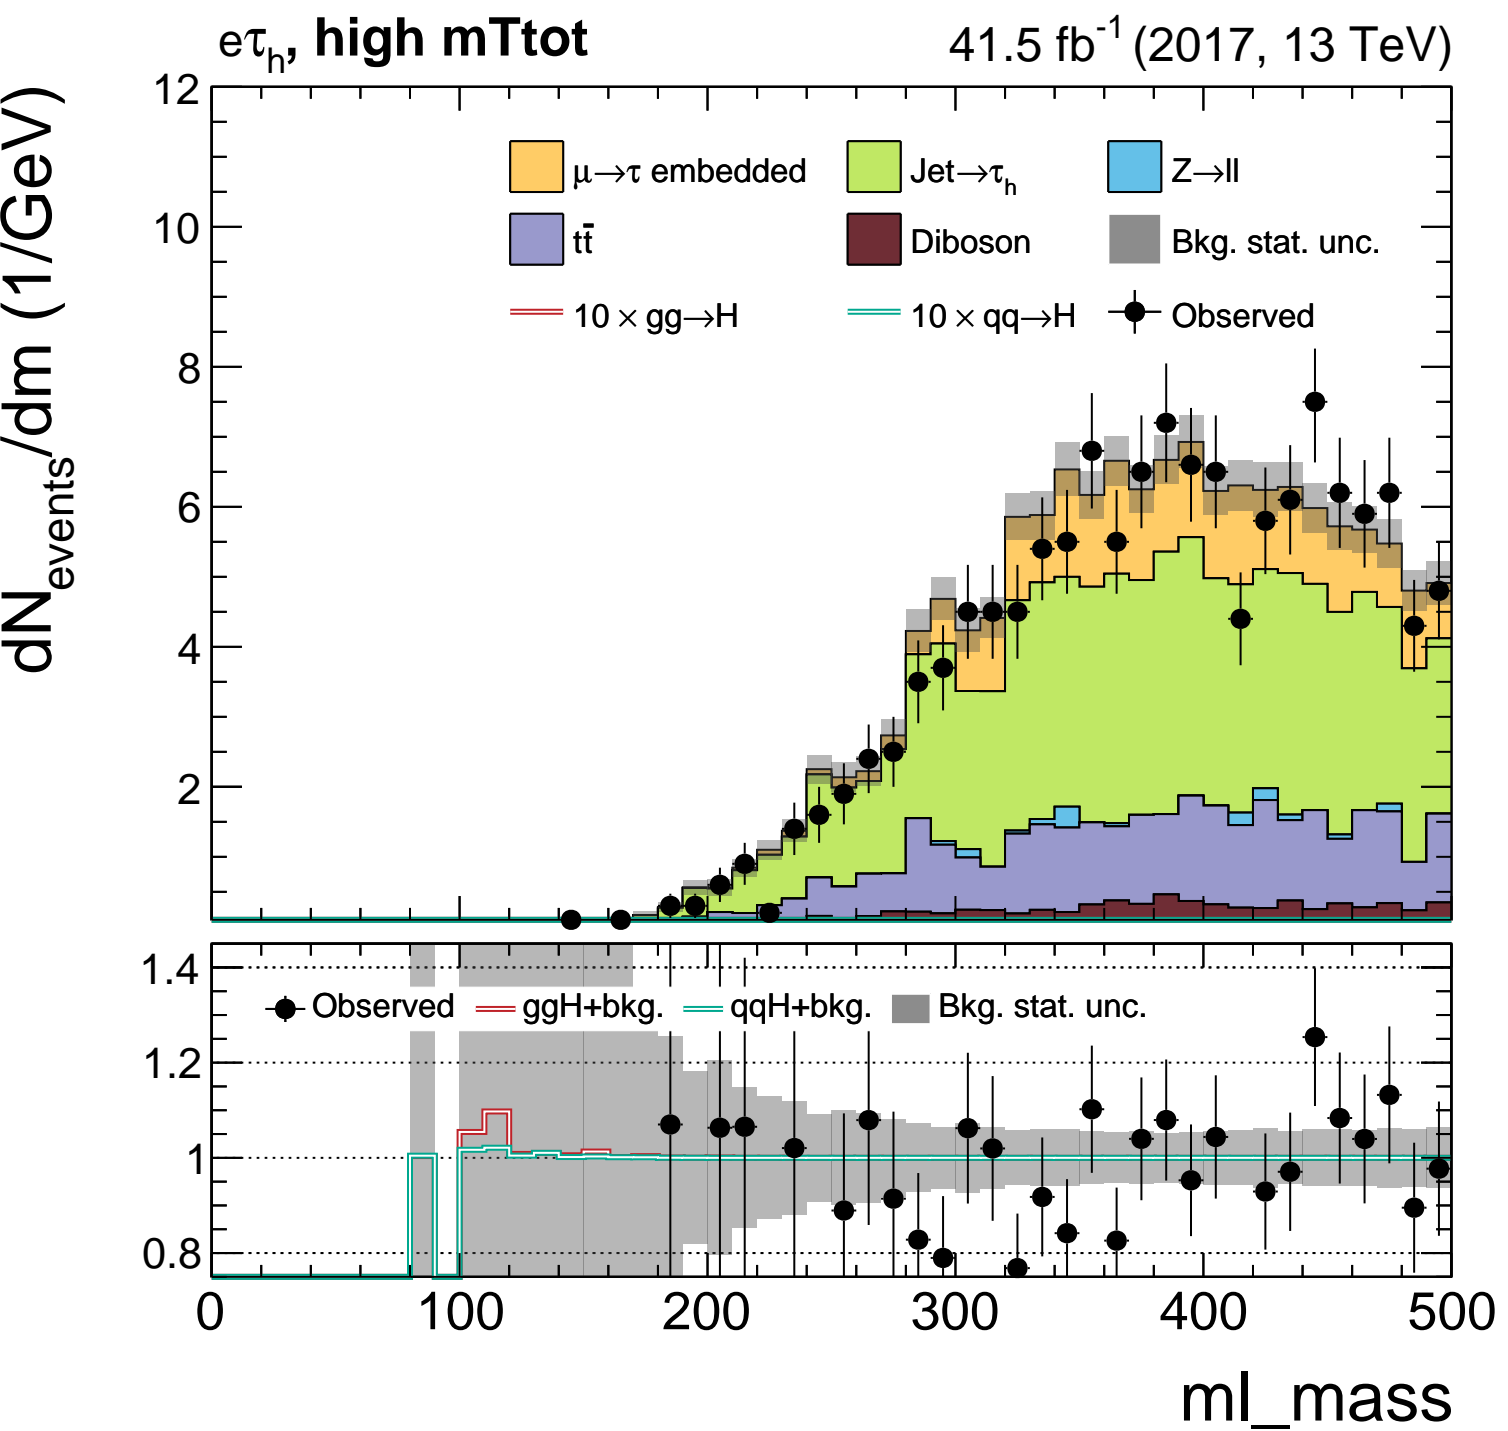 eτh, high mTtot 41.5 fb-1 (2017, 13 TeV)
dNevents/dm (1/GeV)
12
10
8
6
4
2
μ→τ embedded Jet→τh Z→ll
tt̄ Diboson Bkg. stat. unc.
10 × gg→H 10 × qq→H Observed
1.4
1.2
1
0.8
Observed ggH+bkg. qqH+bkg. Bkg. stat. unc.
0 100 200 300 400 500
ml_mass